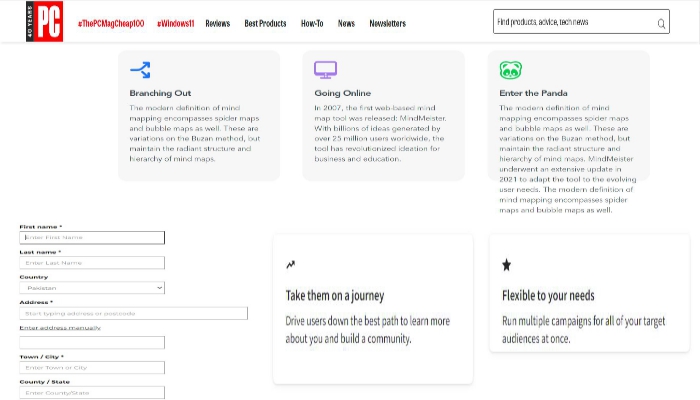 40 YEARS
PC
#ThePCMagCheap100 #Windows11 Reviews Best Products How-To News Newsletters
Find products, advice, tech news
Branching Out
The modern definition of mind
mapping encompasses spider maps
and bubble maps as well. These are
variations on the Buzan method, but
maintain the radiant structure and
hierarchy of mind maps.
Going Online
In 2007, the first web-based mind
map tool was released: MindMeister.
With billions of ideas generated by
over 25 million users worldwide, the
tool has revolutionized ideation for
business and education.
Enter the Panda
The modern definition of mind
mapping encompasses spider maps
and bubble maps as well. These are
variations on the Buzan method, but
maintain the radiant structure and
hierarchy of mind maps. MindMeister
underwent an extensive update in
2021 to adapt the tool to the evolving
user needs. The modern definition of
mind mapping encompasses spider
maps and bubble maps as well.
First name *
Enter First Name
Last name *
Enter Last Name
Country
Pakistan
Address *
Start typing address or postcode
Enter address manually
Town / City *
Enter Town or City
County / State
Enter County/State
Take them on a journey
Drive users down the best path to learn more
about you and build a community.
Flexible to your needs
Run multiple campaigns for all of your target
audiences at once.